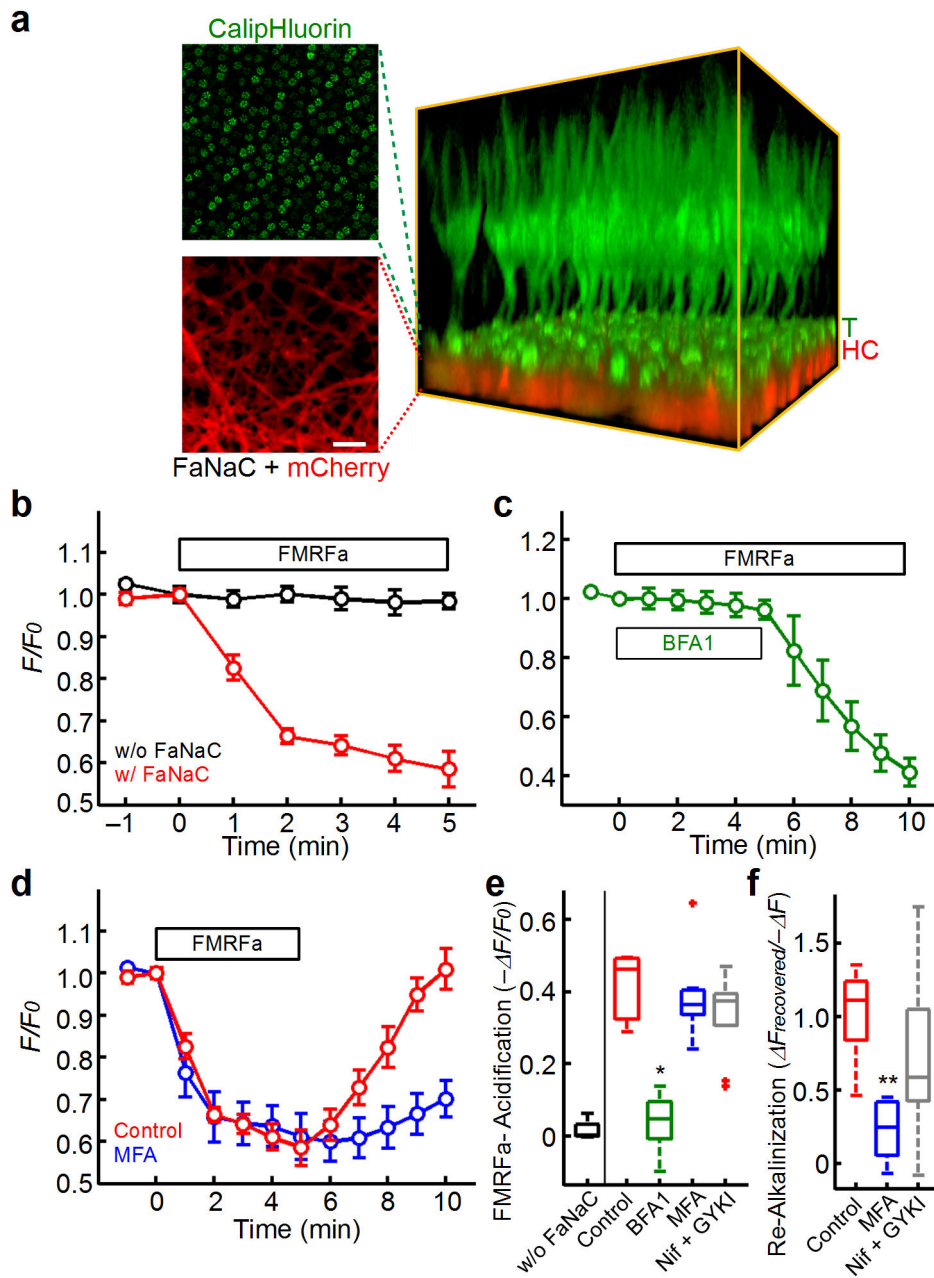 a
CalipHluorin
T
HC
FaNaC + mCherry
b
FMRFa
1.1
1.0
0.9
0.8
0.7
0.6
0.5
F/F0
w/o FaNaC
w/ FaNaC
–1 0 1 2 3 4 5
Time (min)
c
FMRFa
BFA1
1.2
1.0
0.8
0.6
0.4
0 2 4 6 8 10
Time (min)
d
FMRFa
1.1
1.0
0.9
0.8
0.7
0.6
0.5
F/F0
Control
MFA
0 2 4 6 8 10
Time (min)
e
FMRFa- Acidification (−ΔF/F0)
0.6
0.4
0.2
0
*
w/o FaNaC
Control
BFA1
MFA
Nif + GYKI
f
Re-Alkalinization (ΔFrecovered/−ΔF)
1.5
1.0
0.5
0
**
Control
MFA
Nif + GYKI